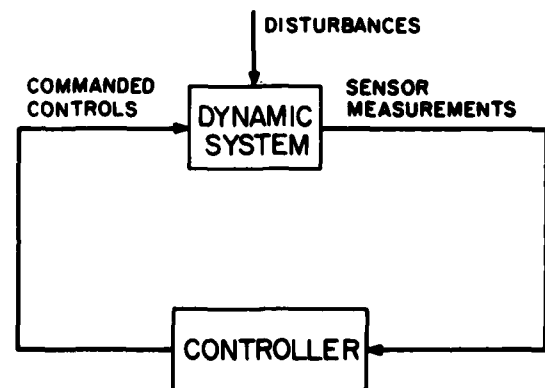 DISTURBANCES
COMMANDED
CONTROLS
SENSOR
MEASUREMENTS
DYNAMIC
SYSTEM
CONTROLLER